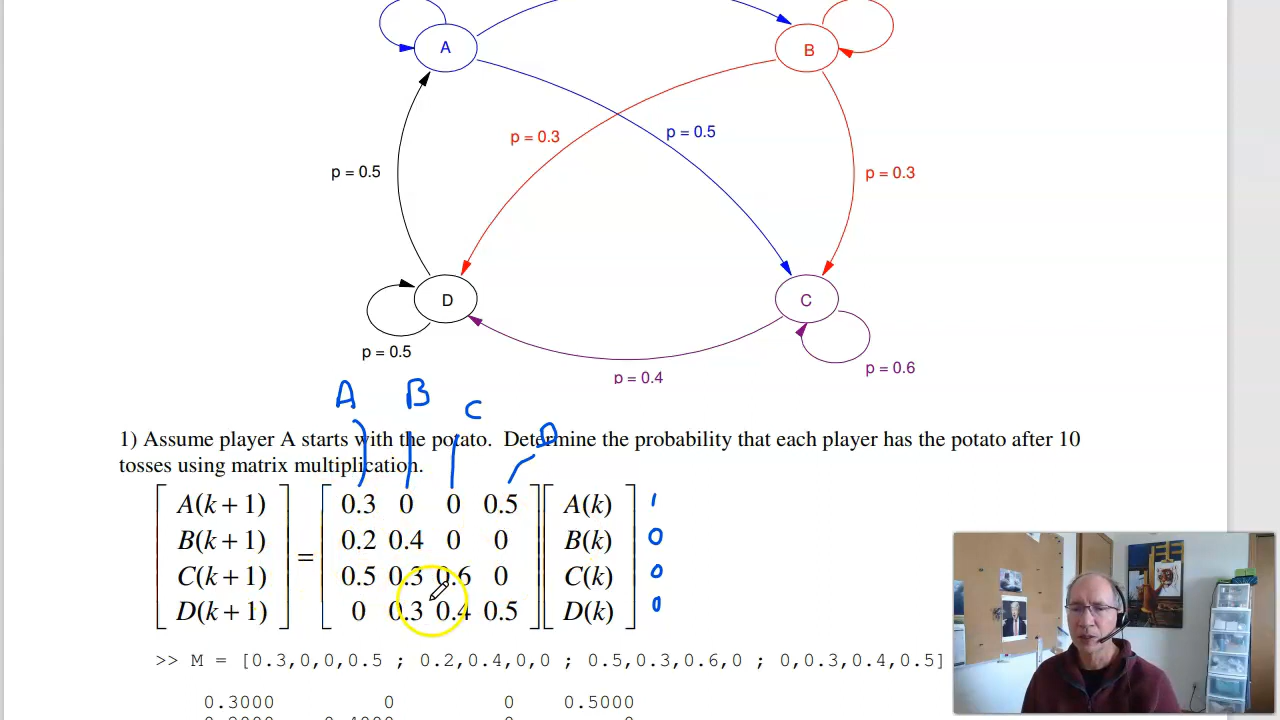 A
B
p = 0.3
p = 0.5
p = 0.5
p = 0.3
D
C
p = 0.5
p = 0.4
p = 0.6
A B C D
1) Assume player A starts with the potato. Determine the probability that each player has the potato after 10
tosses using matrix multiplication.
A(k + 1) 0.3 0 0 0.5 A(k) 1
B(k + 1) 0.2 0.4 0 0 B(k) 0
C(k + 1) = 0.5 0.3 0.6 0 C(k) 0
D(k + 1) 0 0.3 0.4 0.5 D(k) 0
>> M = [0.3,0,0,0.5 ; 0.2,0.4,0,0 ; 0.5,0.3,0.6,0 ; 0,0.3,0.4,0.5]
0.3000 0 0 0.5000